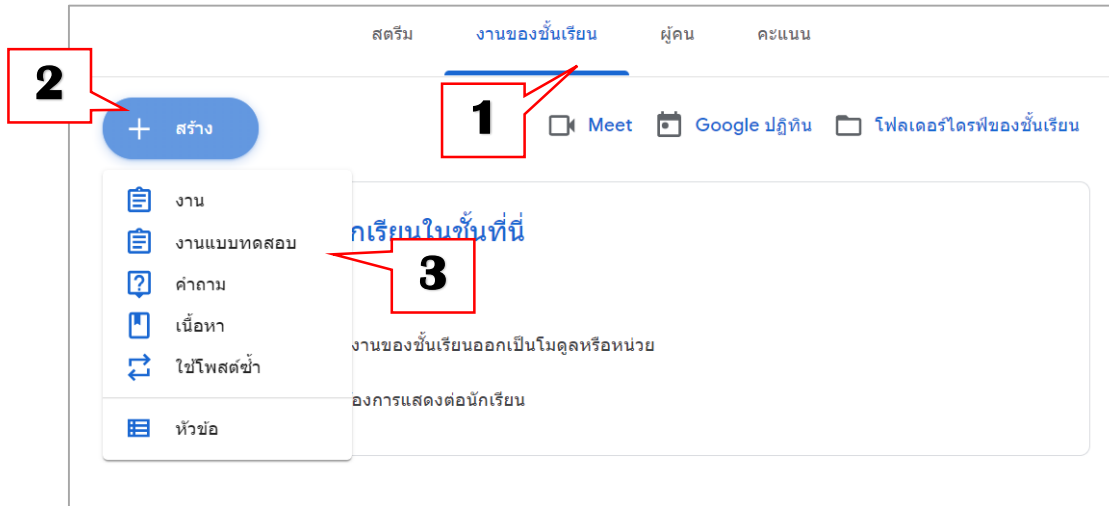 สตรีม งานของชั้นเรียน ผู้คน คะแนน
2
1
+ สร้าง
Meet Google ปฏิทิน โฟลเดอร์ไดรฟ์ของชั้นเรียน
งาน
งานแบบทดสอบ
คำถาม
เนื้อหา
ใช้โพสต์ซ้ำ
หัวข้อ
กเรียนในชั้นที่นี่
3
งานของชั้นเรียนออกเป็นโมดูลหรือหน่วย
องการแสดงต่อนักเรียน